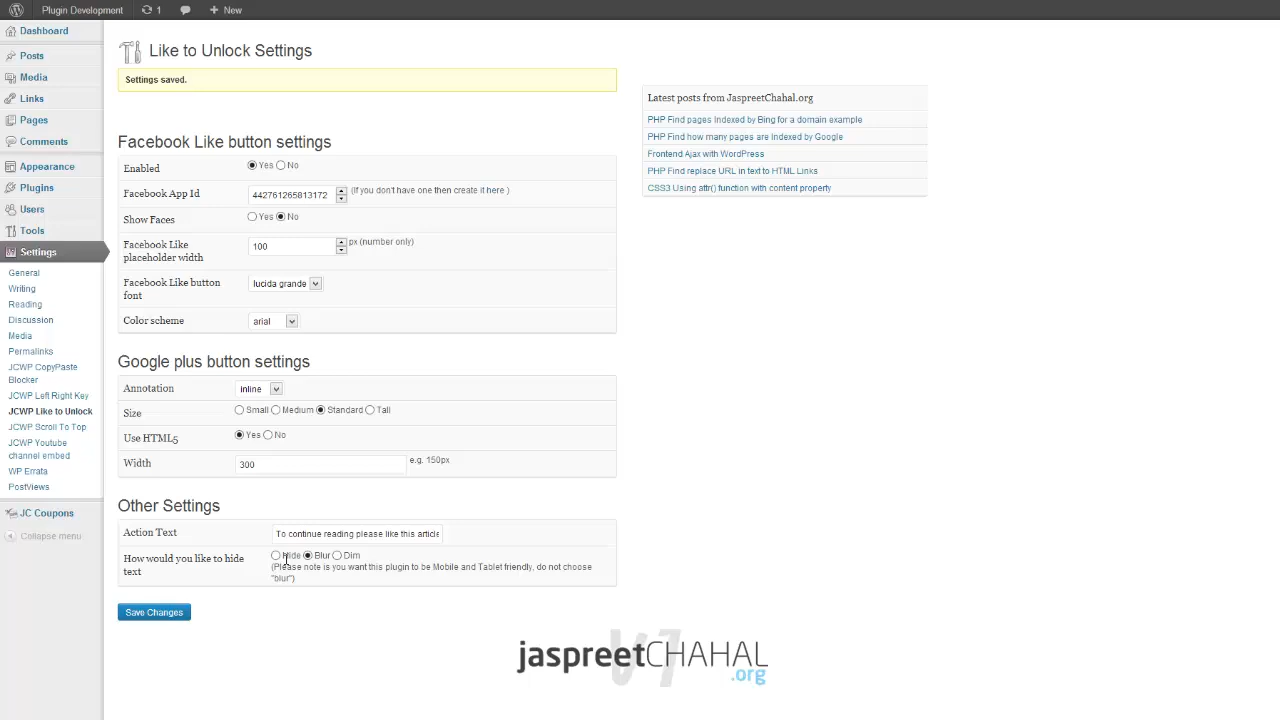 Plugin Development 1 New
Dashboard
Posts
Media
Links
Pages
Comments
Appearance
Plugins
Users
Tools
Settings
General
Writing
Reading
Discussion
Media
Permalinks
JCWP CopyPaste
Blocker
JCWP Left Right Key
JCWP Like to Unlock
JCWP Scroll To Top
JCWP Youtube
channel embed
WP Errata
PostViews
JC Coupons
Collapse menu
Like to Unlock Settings
Settings saved.
Facebook Like button settings
Enabled Yes No
Facebook App Id 442761265813172 (If you don't have one then create it here )
Show Faces Yes No
Facebook Like
placeholder width 100 px (number only)
Facebook Like button
font lucida grande
Color scheme arial
Google plus button settings
Annotation inline
Size Small Medium Standard Tall
Use HTML5 Yes No
Width 300 e.g. 150px
Other Settings
Action Text To continue reading please like this article
How would you like to hide
text
Hide Blur Dim
(Please note is you want this plugin to be Mobile and Tablet friendly, do not choose
"blur")
Save Changes
Latest posts from JaspreetChahal.org
PHP Find pages Indexed by Bing for a domain example
PHP Find how many pages are Indexed by Google
Frontend Ajax with WordPress
PHP Find replace URL in text to HTML Links
CSS3 Using attr() function with content property
jaspreetCHAHAL
.org